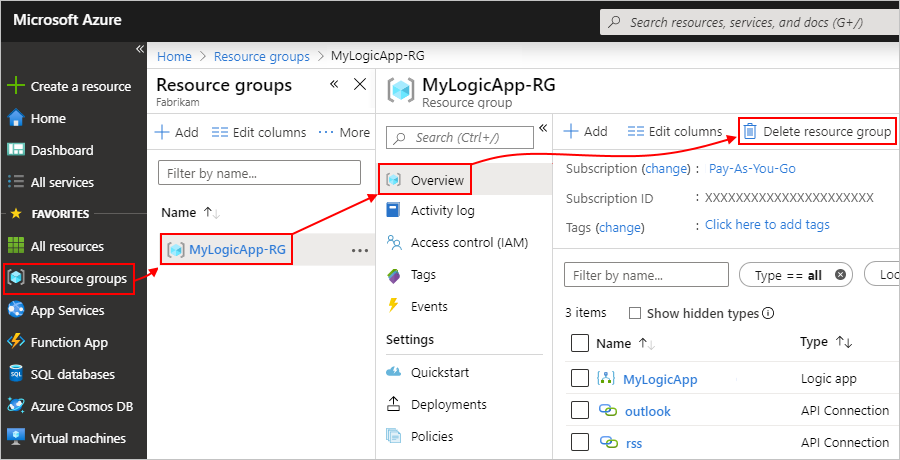 Microsoft Azure
Search resources, services, and docs (G+/)
«
Create a resource
Home
Dashboard
All services
FAVORITES
All resources
Resource groups
App Services
Function App
SQL databases
Azure Cosmos DB
Virtual machines
Home > Resource groups > MyLogicApp-RG
Resource groups
Fabrikam
Add
Edit columns
More
Filter by name...
Name
MyLogicApp-RG
MyLogicApp-RG
Resource group
Search (Ctrl+/)
Overview
Activity log
Access control (IAM)
Tags
Events
Settings
Quickstart
Deployments
Policies
Add
Edit columns
Delete resource group
Subscription (change) : Pay-As-You-Go
Subscription ID : XXXXXXXXXXXXXXXXXXXXXX
Tags (change) : Click here to add tags
Filter by name...
Type == all
Loc
3 items
Show hidden types
Name
Type
MyLogicApp Logic app
outlook API Connection
rss API Connection